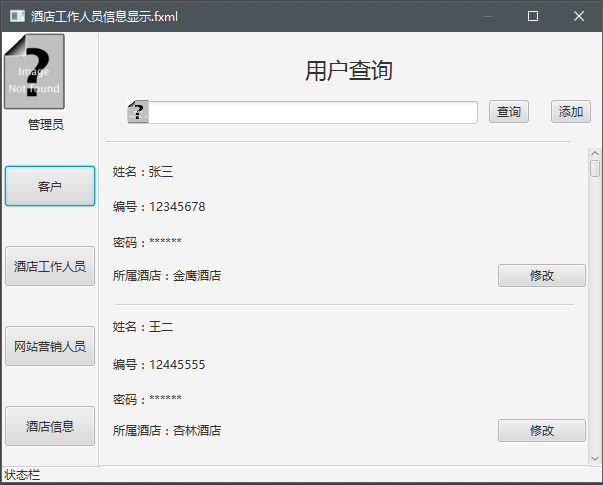 酒店工作人员信息显示.fxml
Image
Not found
管理员
客户
酒店工作人员
网站营销人员
酒店信息
用户查询
查询
添加
姓名：张三
编号：12345678
密码：******
所属酒店：金鹰酒店
修改
姓名：王二
编号：12445555
密码：******
所属酒店：杏林酒店
修改
状态栏